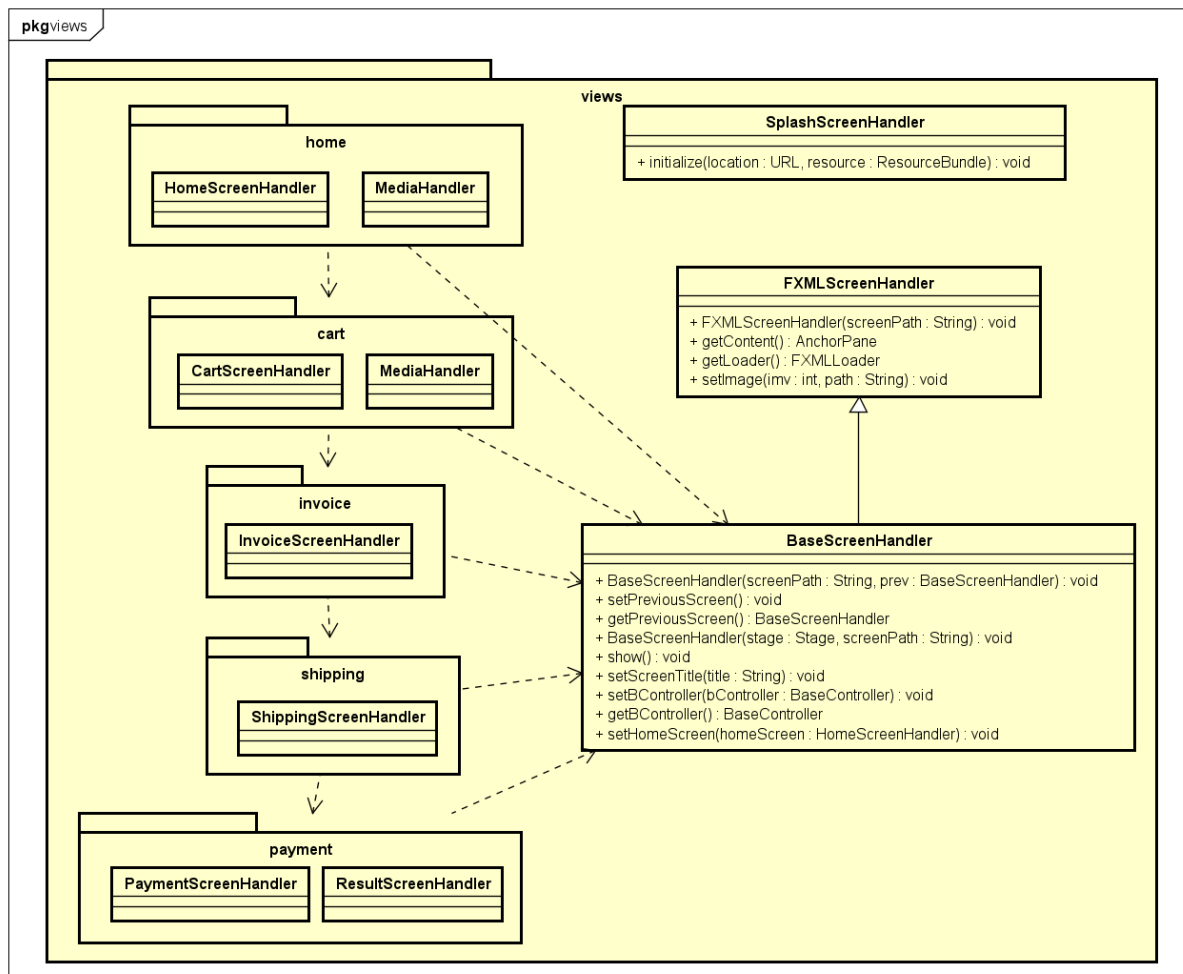 pkg views
views
home
HomeScreenHandler
MediaHandler
cart
CartScreenHandler
MediaHandler
invoice
InvoiceScreenHandler
shipping
ShippingScreenHandler
payment
PaymentScreenHandler
ResultScreenHandler
SplashScreenHandler
+ initialize(location : URL, resource : ResourceBundle) : void
FXMLScreenHandler
+ FXMLScreenHandler(screenPath : String) : void
+ getContent() : AnchorPane
+ getLoader() : FXMLLoader
+ setImage(imv : int, path : String) : void
BaseScreenHandler
+ BaseScreenHandler(screenPath : String, prev : BaseScreenHandler) : void
+ setPreviousScreen() : void
+ getPreviousScreen() : BaseScreenHandler
+ BaseScreenHandler(stage : Stage, screenPath : String) : void
+ show() : void
+ setScreenTitle(title : String) : void
+ setBController(bController : BaseController) : void
+ getBController() : BaseController
+ setHomeScreen(homeScreen : HomeScreenHandler) : void